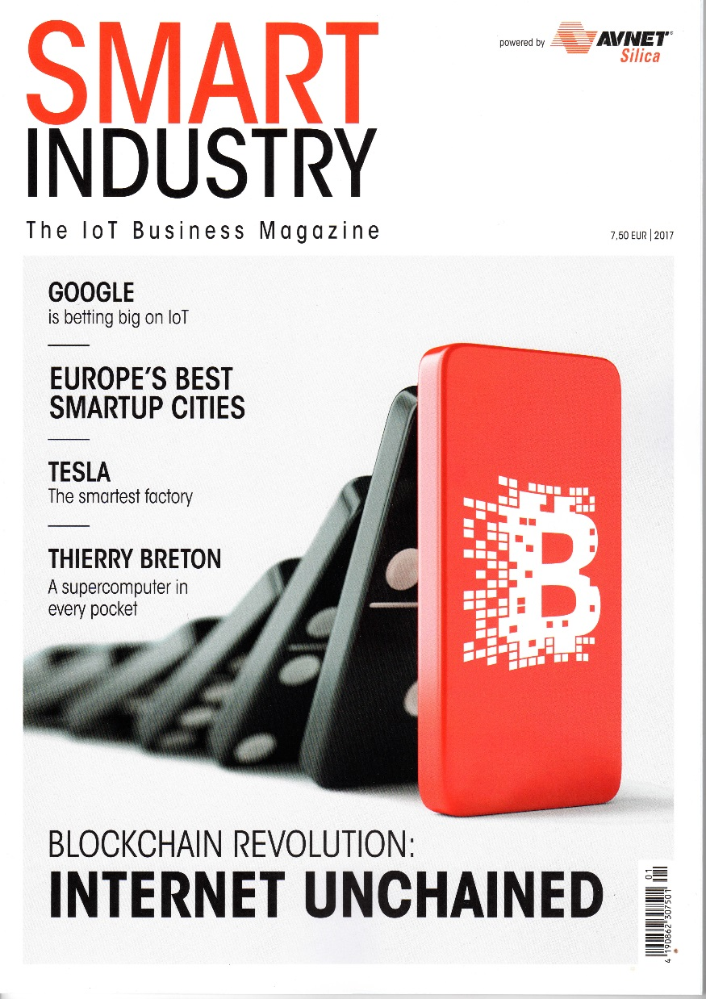 SMART
INDUSTRY
The IoT Business Magazine
powered by AVNET®
Silica
7,50 EUR | 2017
GOOGLE
is betting big on IoT
EUROPE'S BEST
SMARTUP CITIES
TESLA
The smartest factory
THIERRY BRETON
A supercomputer in
every pocket
B
BLOCKCHAIN REVOLUTION:
INTERNET UNCHAINED
01
4 190862 307501